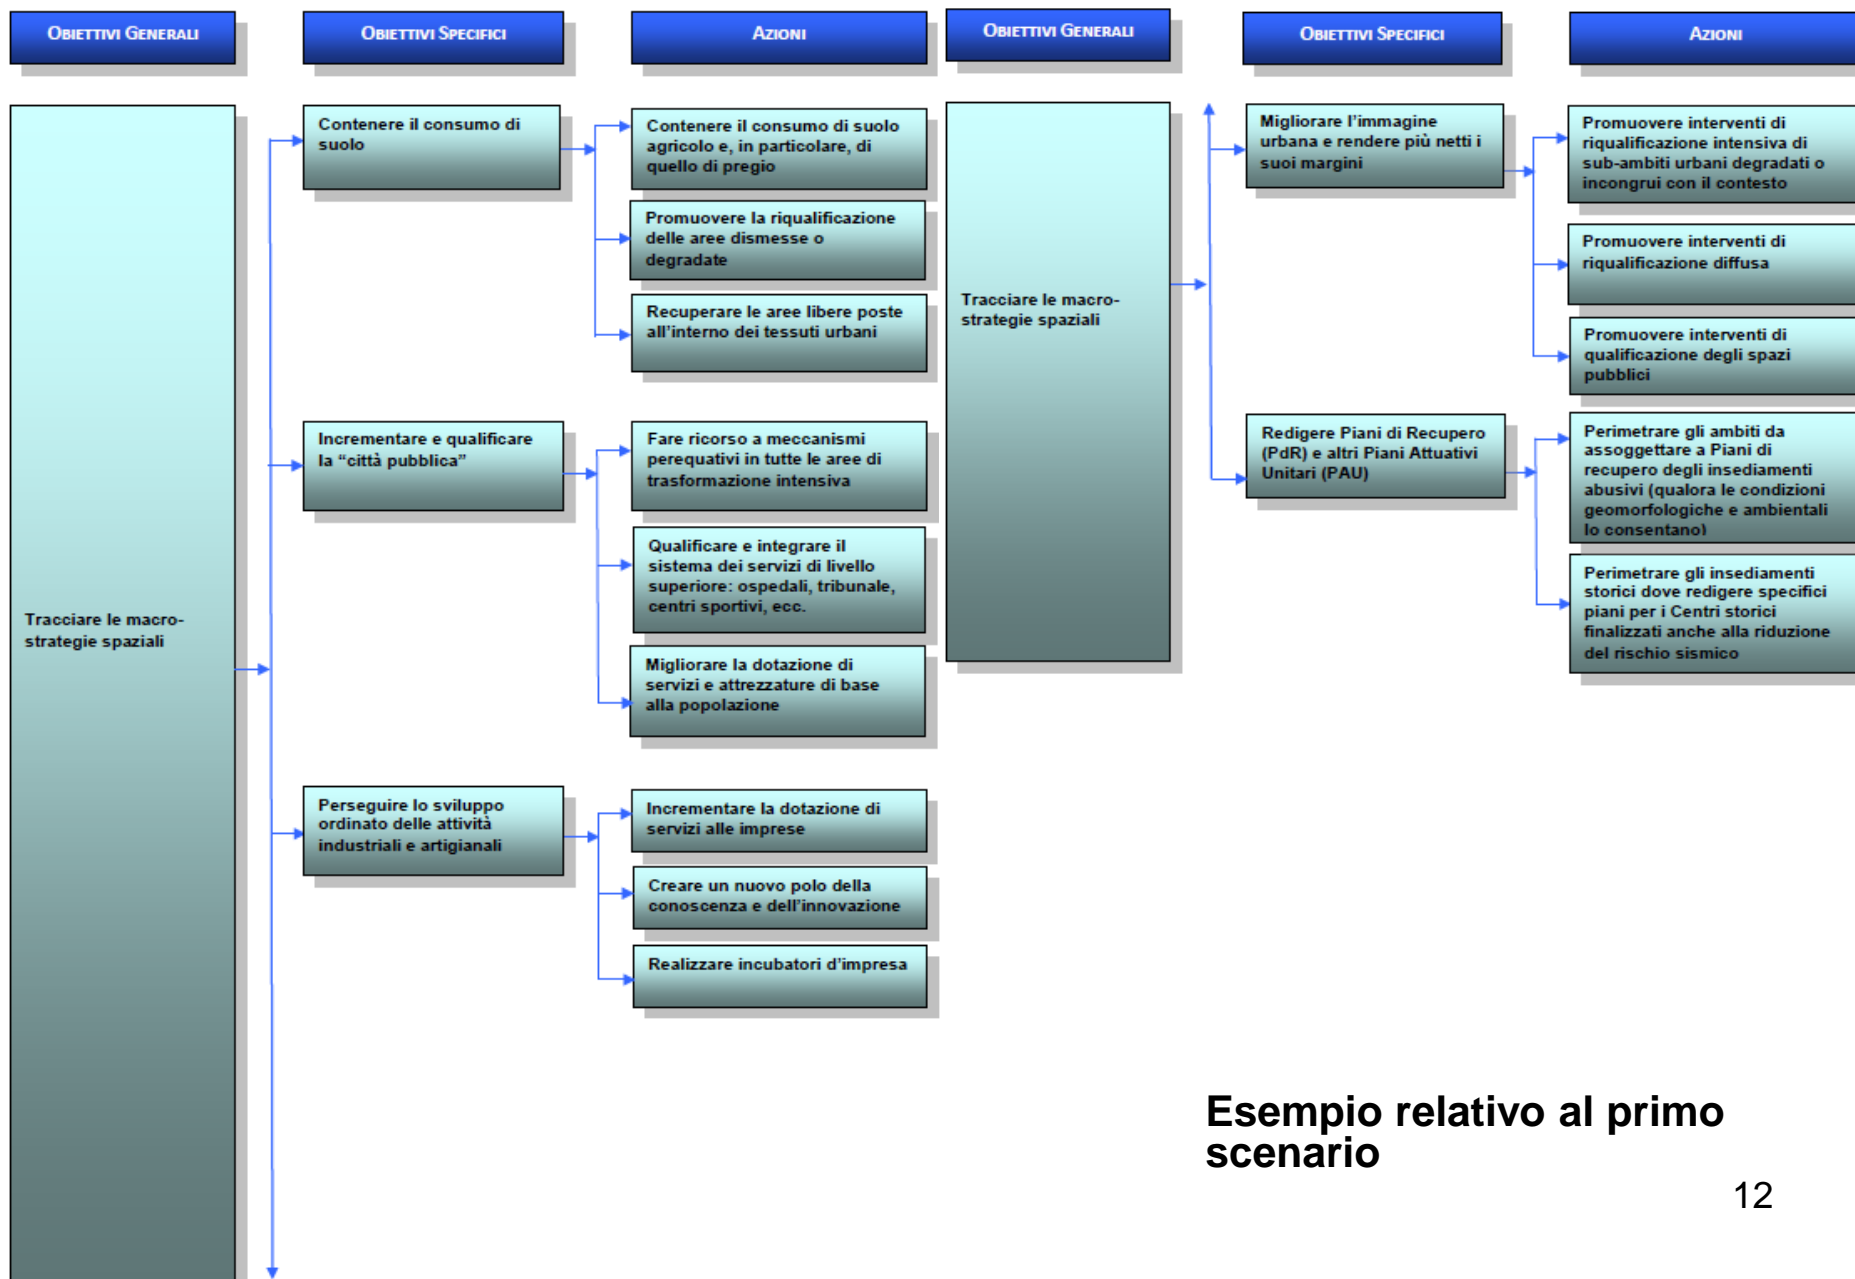 OBIETTIVI GENERALI
OBIETTIVI SPECIFICI
AZIONI
Tracciare le macro-
strategie spaziali
Contenere il consumo di
suolo
Contenere il consumo di suolo
agricolo e, in particolare, di
quello di pregio
Promuovere la riqualificazione
delle aree dismesse o
degradate
Recuperare le aree libere poste
all'interno dei tessuti urbani
Incrementare e qualificare
la “città pubblica”
Fare ricorso a meccanismi
perequativi in tutte le aree di
trasformazione intensiva
Qualificare e integrare il
sistema dei servizi di livello
superiore: ospedali, tribunale,
centri sportivi, ecc.
Migliorare la dotazione di
servizi e attrezzature di base
alla popolazione
Perseguire lo sviluppo
ordinato delle attività
industriali e artigianali
Incrementare la dotazione di
servizi alle imprese
Creare un nuovo polo della
conoscenza e dell'innovazione
Realizzare incubatori d'impresa
OBIETTIVI GENERALI
OBIETTIVI SPECIFICI
AZIONI
Tracciare le macro-
strategie spaziali
Migliorare l'immagine
urbana e rendere più netti i
suoi margini
Promuovere interventi di
riqualificazione intensiva di
sub-ambiti urbani degradati o
incongrui con il contesto
Promuovere interventi di
riqualificazione diffusa
Promuovere interventi di
qualificazione degli spazi
pubblici
Redigere Piani di Recupero
(PdR) e altri Piani Attuativi
Unitari (PAU)
Perimetrare gli ambiti da
assoggettare a Piani di
recupero degli insediamenti
abusivi (qualora le condizioni
geomorfologiche e ambientali
lo consentano)
Perimetrare gli insediamenti
storici dove redigere specifici
piani per i Centri storici
finalizzati anche alla riduzione
del rischio sismico
Esempio relativo al primo
scenario
12